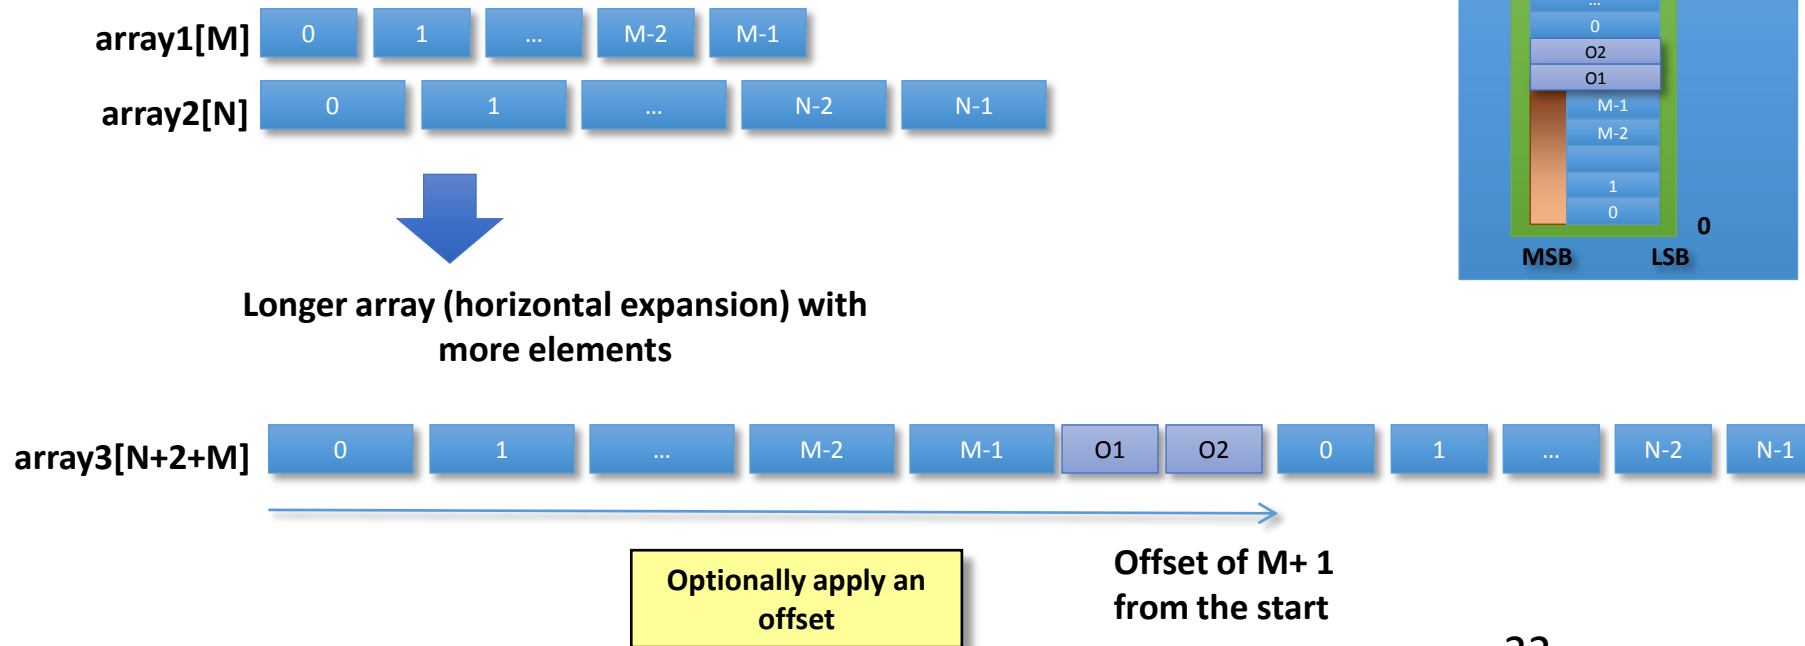 array1[M] 0 1 ... M-2 M-1
array2[N] 0 1 ... N-2 N-1
...
0
O2
O1
M-1
M-2
1
0
0
MSB LSB
Longer array (horizontal expansion) with
more elements
array3[N+2+M] 0 1 ... M-2 M-1 O1 O2 0 1 ... N-2 N-1
Optionally apply an
offset
Offset of M+ 1
from the start